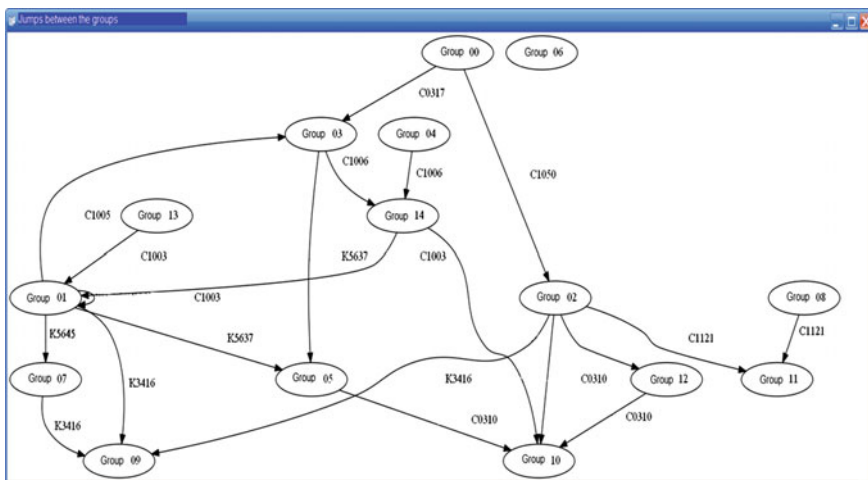 Jumps between the groups
Group 00
Group 06
C0317
Group 03
Group 04
C1006
C1006
C1050
C1005
Group 13
Group 14
C1003
K5637
C1003
Group 01
C1003
Group 02
Group 08
K5645
K5637
C1121
C1121
Group 07
K3416
Group 05
K3416
C0310
Group 12
Group 11
K3416
C0310
C0310
Group 09
Group 10